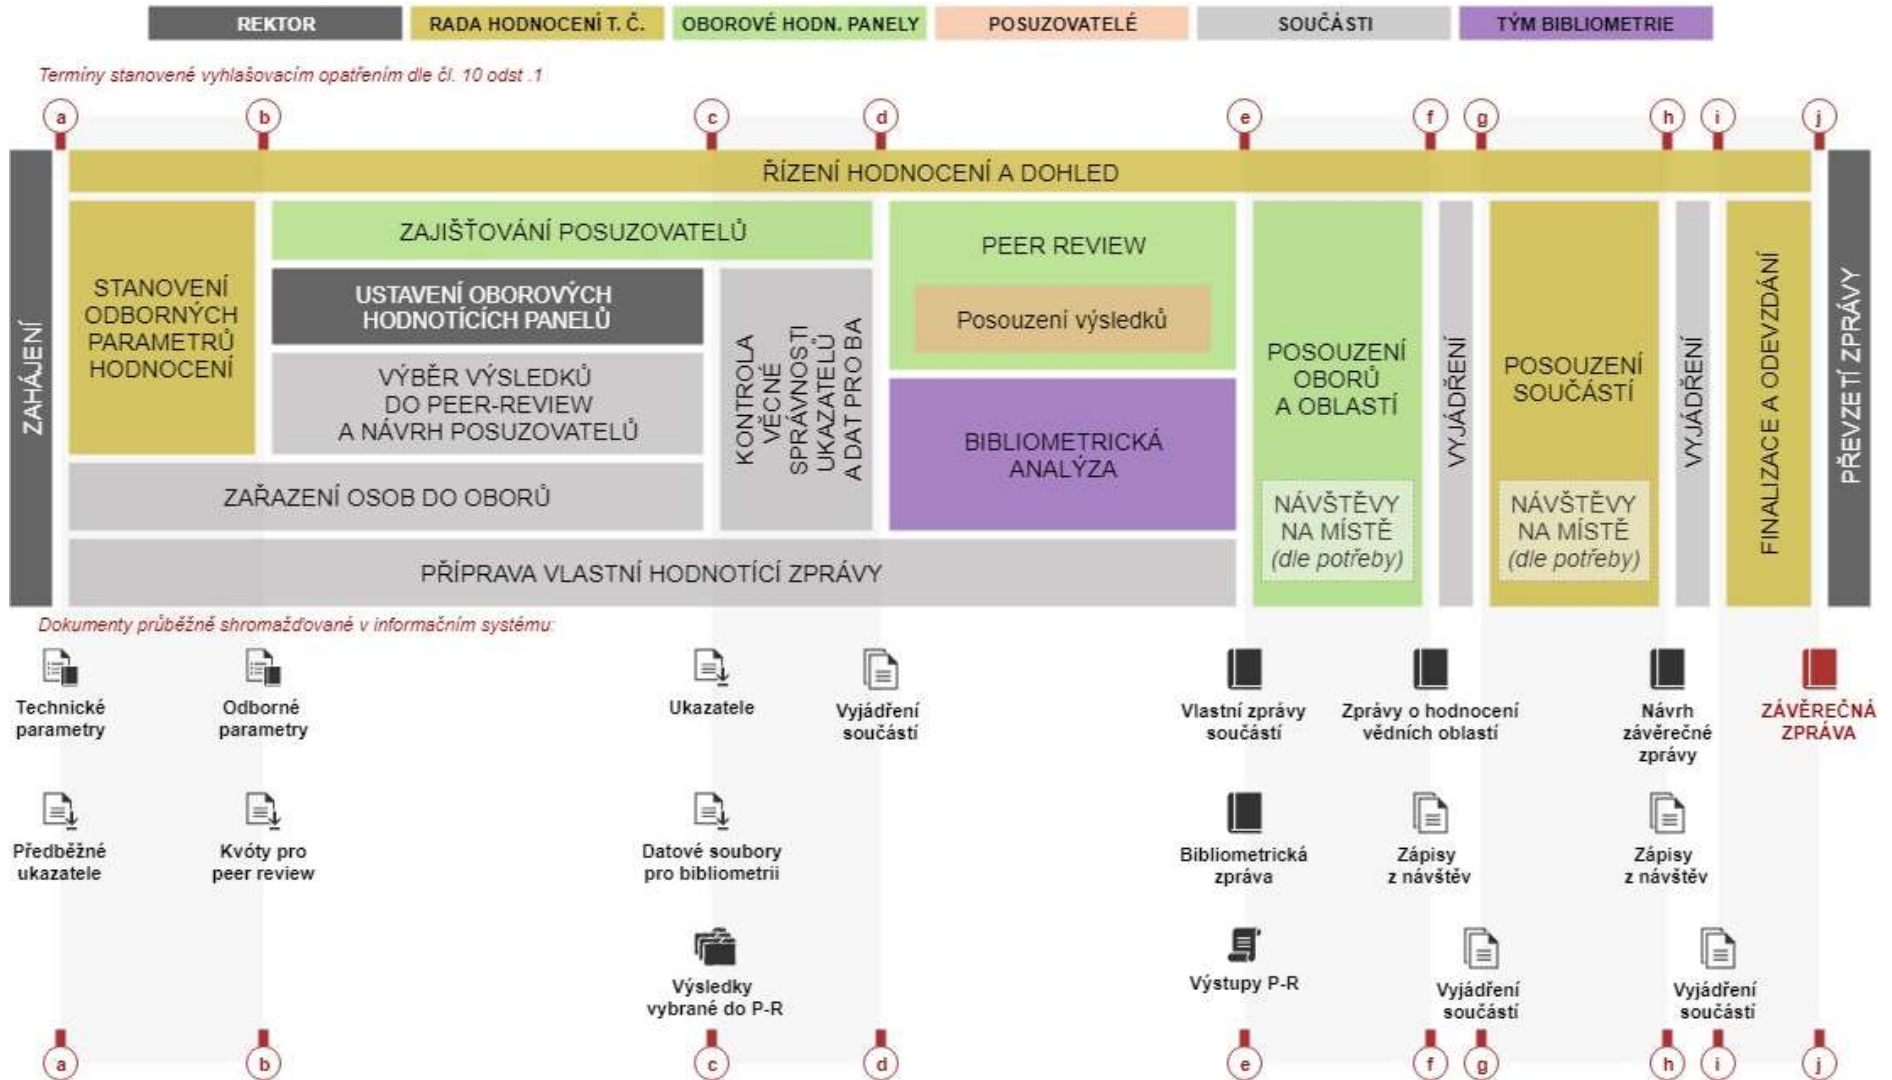 REKTOR
RADA HODNOCENÍ T. Č.
OBOROVÉ HODN. PANELY
POSUZOVATELÉ
SOUČÁSTI
TÝM BIBLIOMETRIE
Termíny stanovené vyhlašovacím opatřením dle čl. 10 odst .1
a
b
c
d
e
f
g
h
i
j
ZAHÁJENÍ
ŘÍZENÍ HODNOCENÍ A DOHLED
STANOVENÍ
ODBORNÝCH
PARAMETRŮ
HODNOCENÍ
ZAJIŠŤOVÁNÍ POSUZOVATELŮ
USTAVENÍ OBOROVÝCH
HODNOTÍCÍCH PANELŮ
VÝBĚR VÝSLEDKŮ
DO PEER-REVIEW
A NÁVRH POSUZOVATELŮ
ZAŘAZENÍ OSOB DO OBORŮ
PŘÍPRAVA VLASTNÍ HODNOTÍCÍ ZPRÁVY
KONTROLA
VĚCNÉ
SPRÁVNOSTI
UKAZATELŮ
A DAT PRO BA
PEER REVIEW
Posouzení výsledků
BIBLIOMETRICKÁ
ANALÝZA
POSOUZENÍ
OBORŮ
A OBLASTÍ
NÁVŠTĚVY
NA MÍSTĚ
(dle potřeby)
VYJÁDŘENÍ
POSOUZENÍ
SOUČÁSTÍ
NÁVŠTĚVY
NA MÍSTĚ
(dle potřeby)
VYJÁDŘENÍ
FINALIZACE A ODEVZDÁNÍ
PŘEVZETÍ ZPRÁVY
Dokumenty průběžně shromažďované v informačním systému:
Technické
parametry
Odborné
parametry
Ukazatele
Vyjádření
součástí
Vlastní zprávy
součástí
Zprávy o hodnocení
vědních oblastí
Návrh
závěrečné
zprávy
ZÁVĚREČNÁ
ZPRÁVA
Předběžné
ukazatele
Kvóty pro
peer review
Datové soubory
pro bibliometrii
Bibliometrická
zpráva
Zápisy
z návštěv
Zápisy
z návštěv
Výsledky
vybrané do P-R
Výstupy P-R
Vyjádření
součástí
Vyjádření
součástí
a
b
c
d
e
f
g
h
i
j